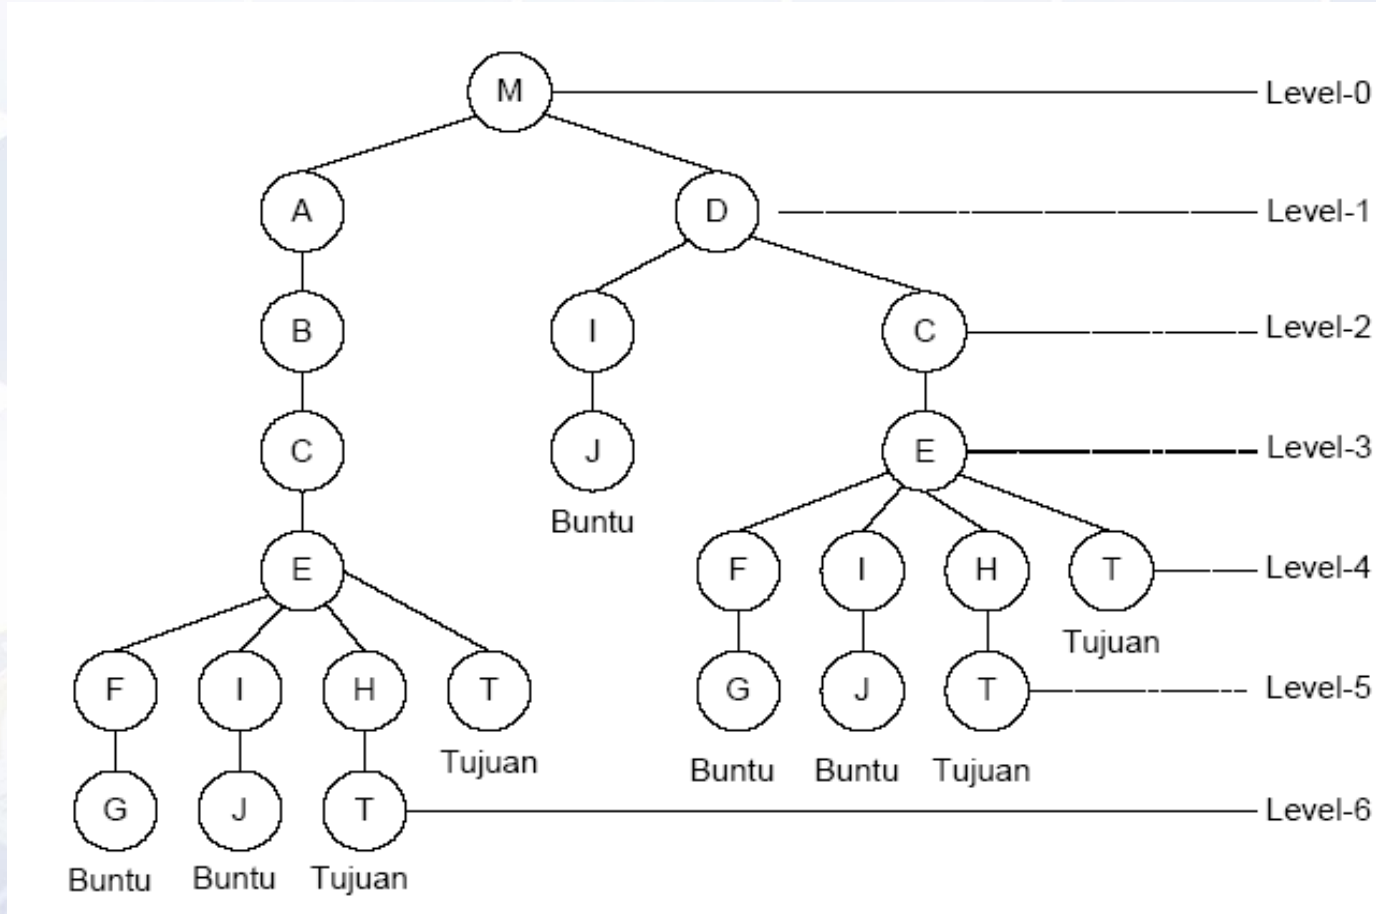 M Level-0
A D Level-1
B I C Level-2
C J E Level-3
Buntu
E F I H T Level-4
Tujuan
F I H T G J T Level-5
Tujuan Buntu Buntu Tujuan
G J T Level-6
Buntu Buntu Tujuan